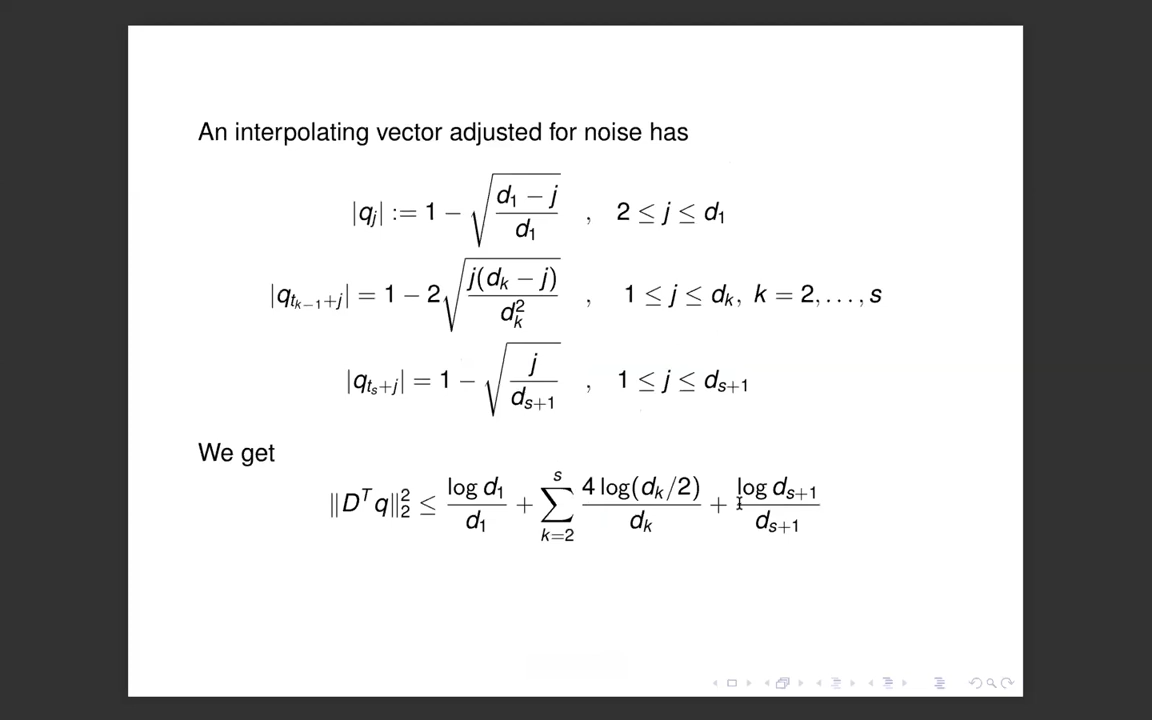 An interpolating vector adjusted for noise has
|q_j| := 1 − √((d_1 − j)/d_1) , 2 ≤ j ≤ d_1
|q_{t_{k−1}+j}| = 1 − 2√(j(d_k − j)/d_k^2) , 1 ≤ j ≤ d_k, k = 2, . . . , s
|q_{t_s+j}| = 1 − √(j/d_{s+1}) , 1 ≤ j ≤ d_{s+1}
We get
‖D^T q‖_2^2 ≤ (log d_1)/d_1 + ∑_{k=2}^{s} (4 log(d_k/2))/d_k + (log d_{s+1})/d_{s+1}